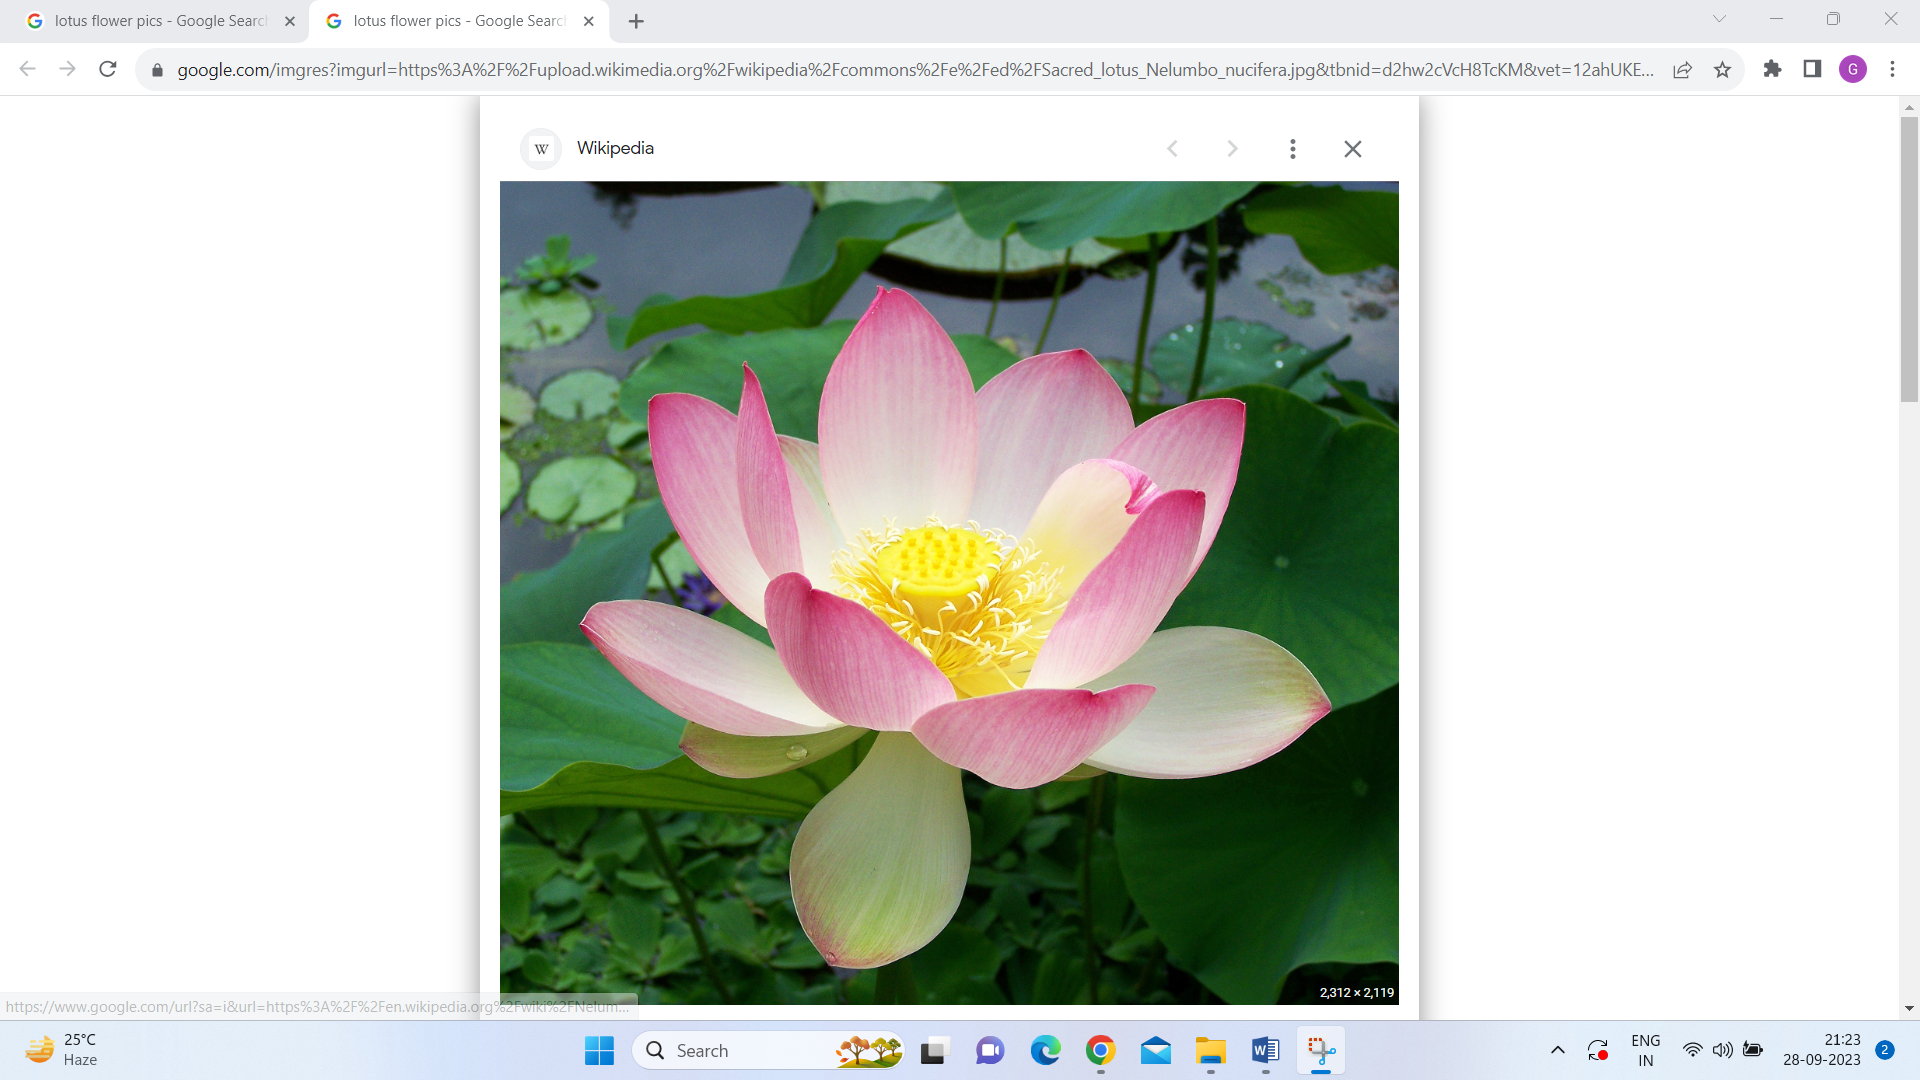 lotus flower pics - Google Searc
lotus flower pics - Google Searc
google.com/imgres?imgurl=https%3A%2F%2Fupload.wikimedia.org%2Fwikipedia%2Fcommons%2Fe%2Fed%2FSacred_lotus_Nelumbo_nucifera.jpg&tbnid=d2hw2cVcH8TcKM&vet=12ahUKE...
G
W
Wikipedia
2,312 × 2,119
https://www.google.com/url?sa=i&url=https%3A%2F%2Fen.wikipedia.org%2Fwiki%2FNelum...
25°C
Haze
Search
W
ENG
IN
21:23
28-09-2023
2